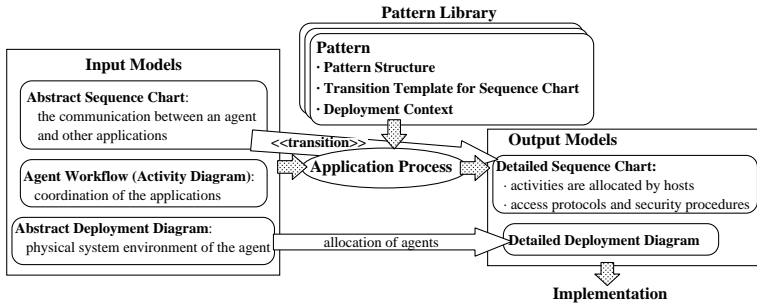 Pattern Library
Pattern
· Pattern Structure
· Transition Template for Sequence Chart
· Deployment Context
Input Models
Abstract Sequence Chart:
the communication between an agent
and other applications
Agent Workflow (Activity Diagram):
coordination of the applications
Abstract Deployment Diagram:
physical system environment of the agent
<<transition>>
Application Process
allocation of agents
Output Models
Detailed Sequence Chart:
· activities are allocated by hosts
· access protocols and security procedures
Detailed Deployment Diagram
Implementation